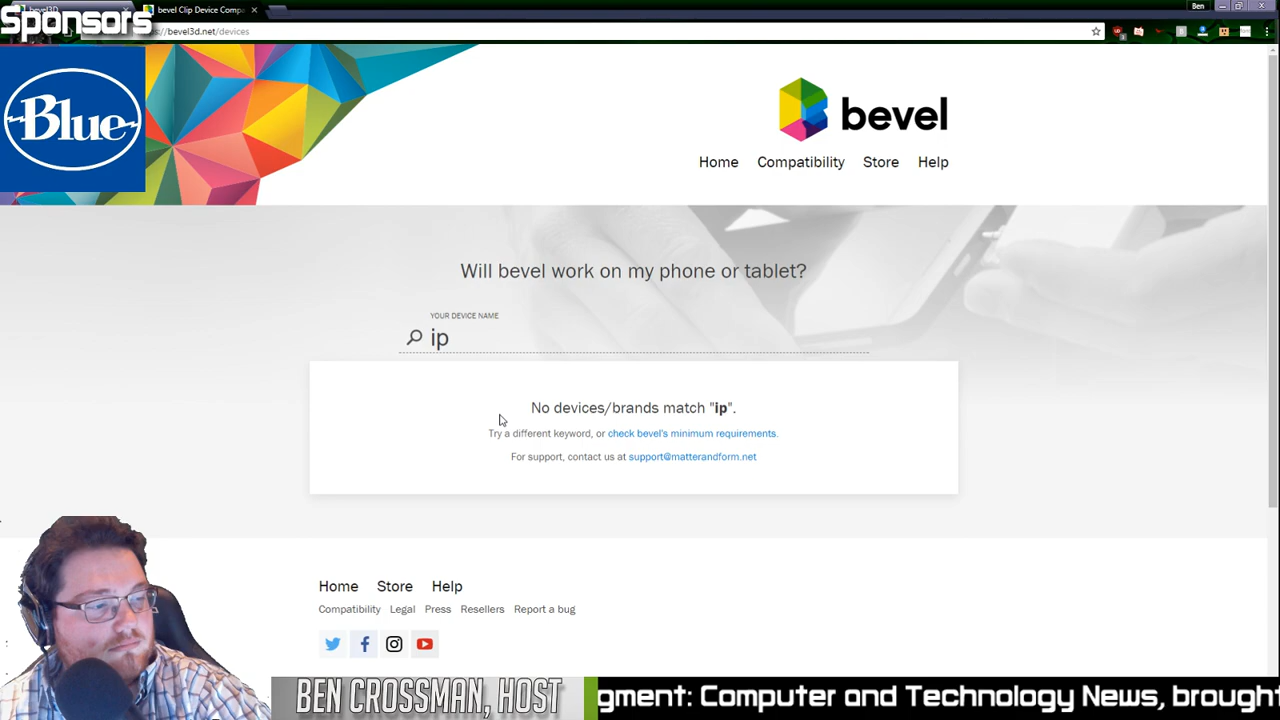 bevel3D
bevel Clip Device Compa
Ben
Sponsors
://bevel3d.net/devices
Blue
bevel
Home Compatibility Store Help
Will bevel work on my phone or tablet?
YOUR DEVICE NAME
ip
No devices/brands match "ip".
Try a different keyword, or check bevel's minimum requirements.
For support, contact us at support@matterandform.net
Home Store Help
Compatibility Legal Press Resellers Report a bug
BEN CROSSMAN, HOST
gment: Computer and Technology News, brought